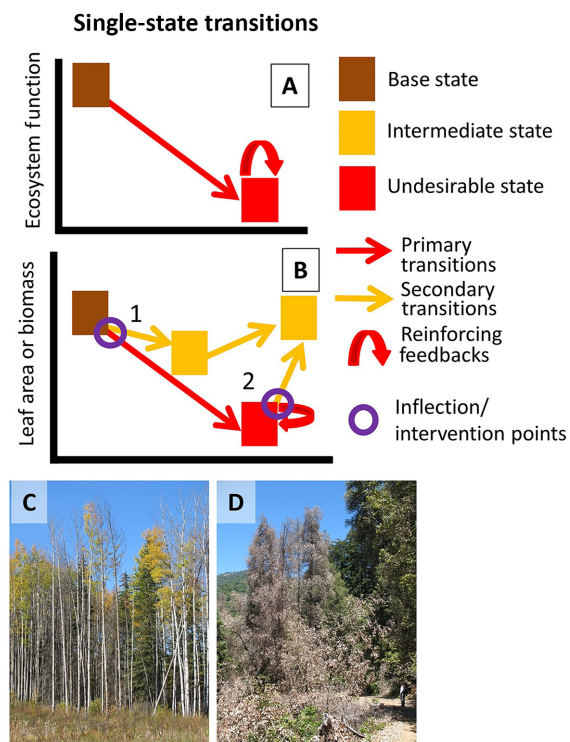 Single-state transitions
Ecosystem function
A
Base state
Intermediate state
Undesirable state
Leaf area or biomass
B
1
2
Primary
transitions
Secondary
transitions
Reinforcing
feedbacks
Inflection/
intervention points
C
D